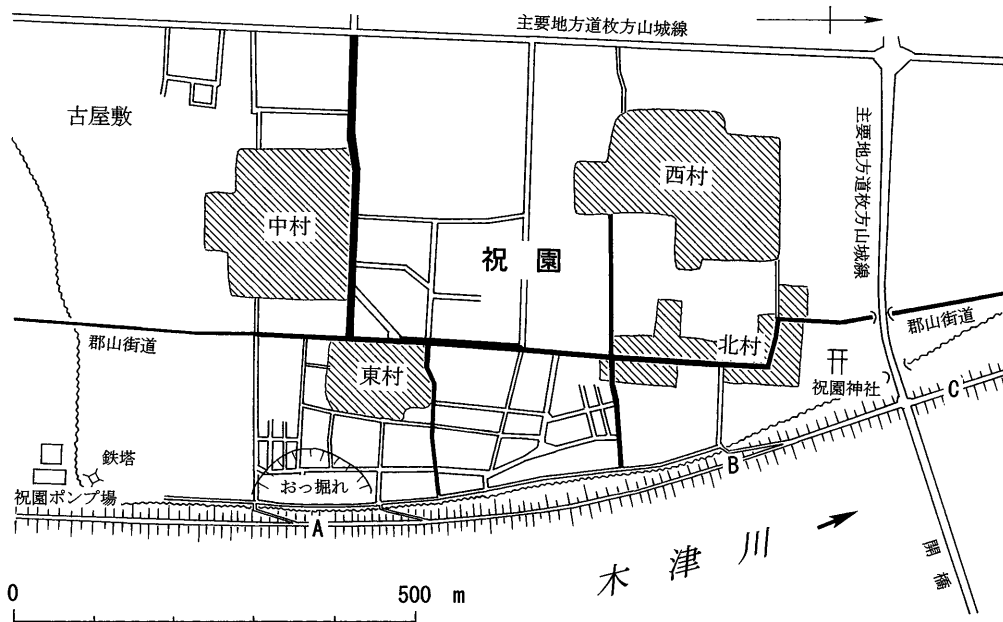 主要地方道枚方山城線
古屋敷
中村
西村
主要地方道枚方山城線
祝園
郡山街道
東村
北村
郡山街道
祝園神社
C
鉄塔
祝園ポンプ場
おっ掘れ
A
B
木津川
開橋
0 500 m